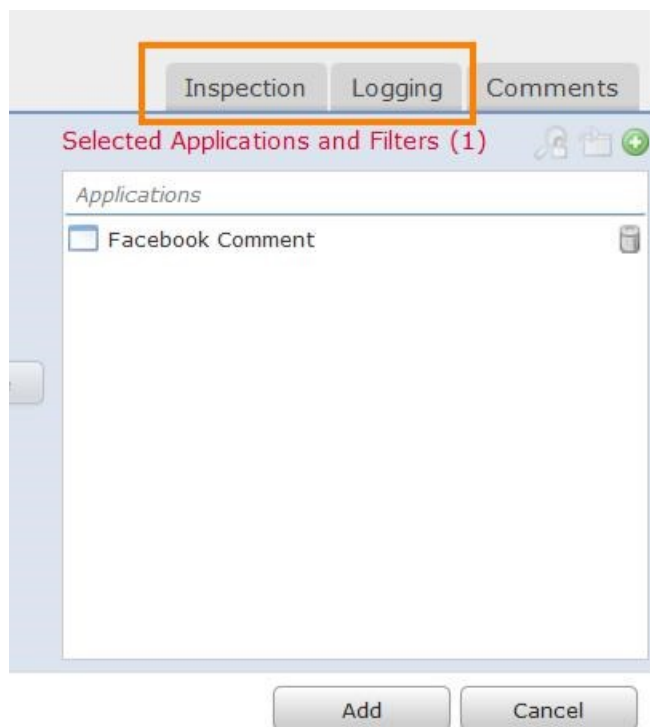 Inspection Logging Comments
Selected Applications and Filters (1)
Applications
Facebook Comment
Add Cancel